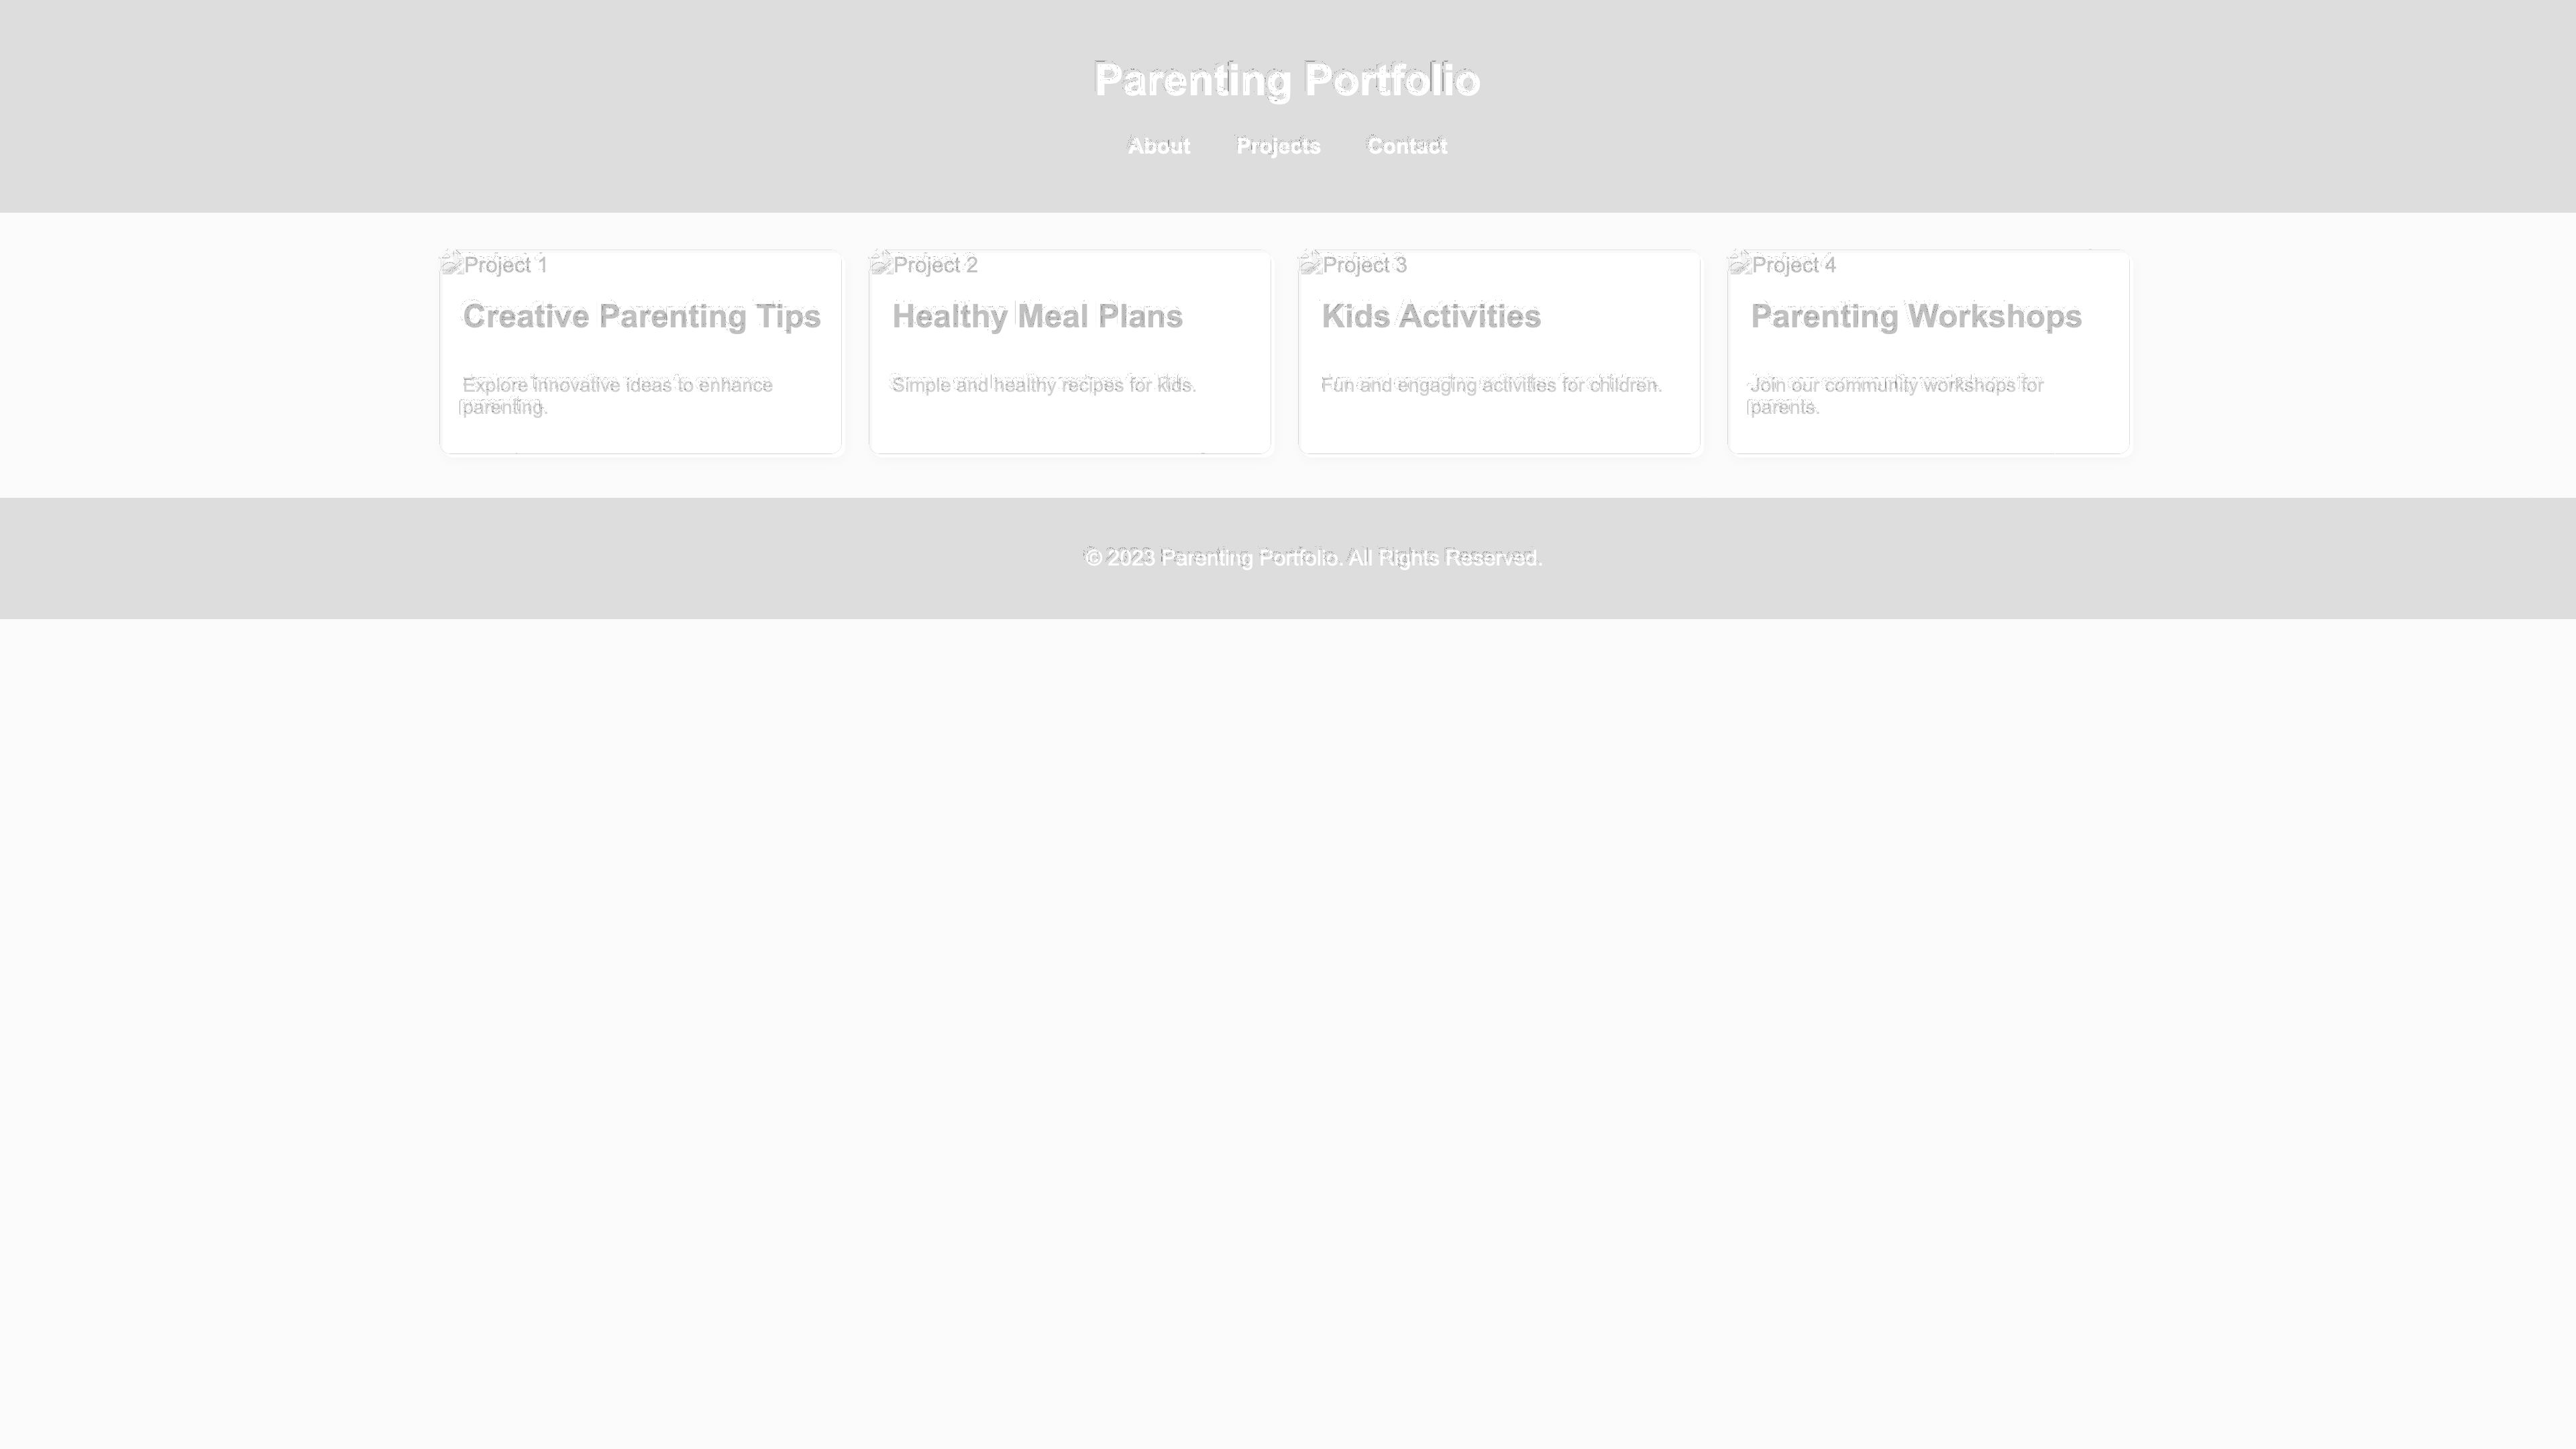 Parenting Portfolio
About Projects Contact
Project 1
Creative Parenting Tips
Explore innovative ideas to enhance
parenting.
Project 2
Healthy Meal Plans
Simple and healthy recipes for kids.
Project 3
Kids Activities
Fun and engaging activities for children.
Project 4
Parenting Workshops
Join our community workshops for
parents.
© 2023 Parenting Portfolio. All Rights Reserved.